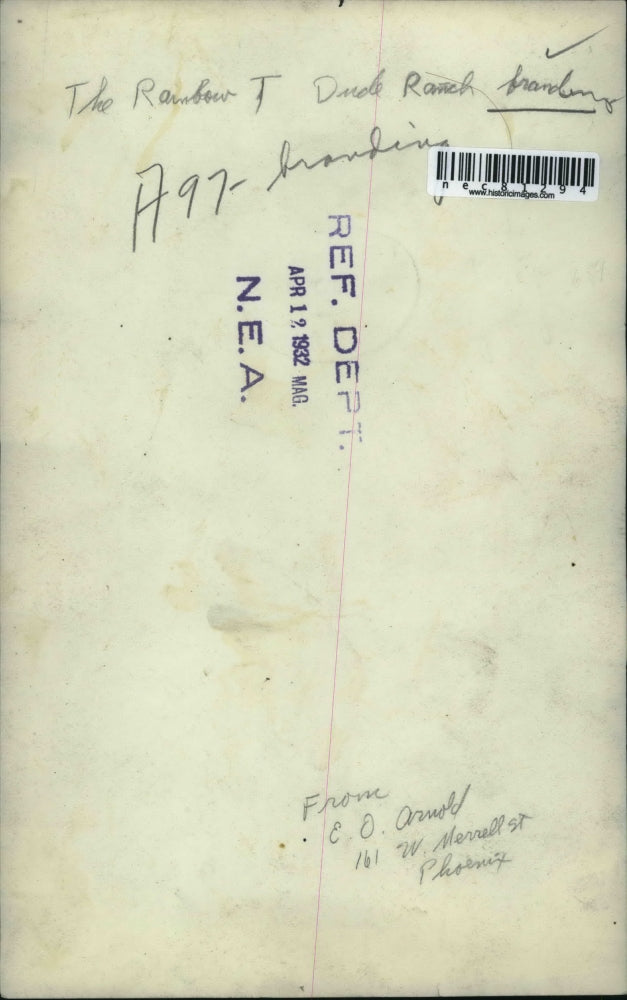 The Rainbow T Dude Ranch branding
A97- branding
nec81294
www.historicimages.com
REF. DEPT.
APR 12 1932 MAG.
N.E.A.
From
E. O. Arnold
161 W. Merrell St
Phoenix